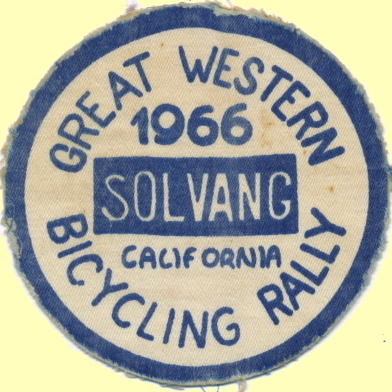 GREAT WESTERN
1966
SOLVANG
CALIFORNIA
BICYCLING RALLY